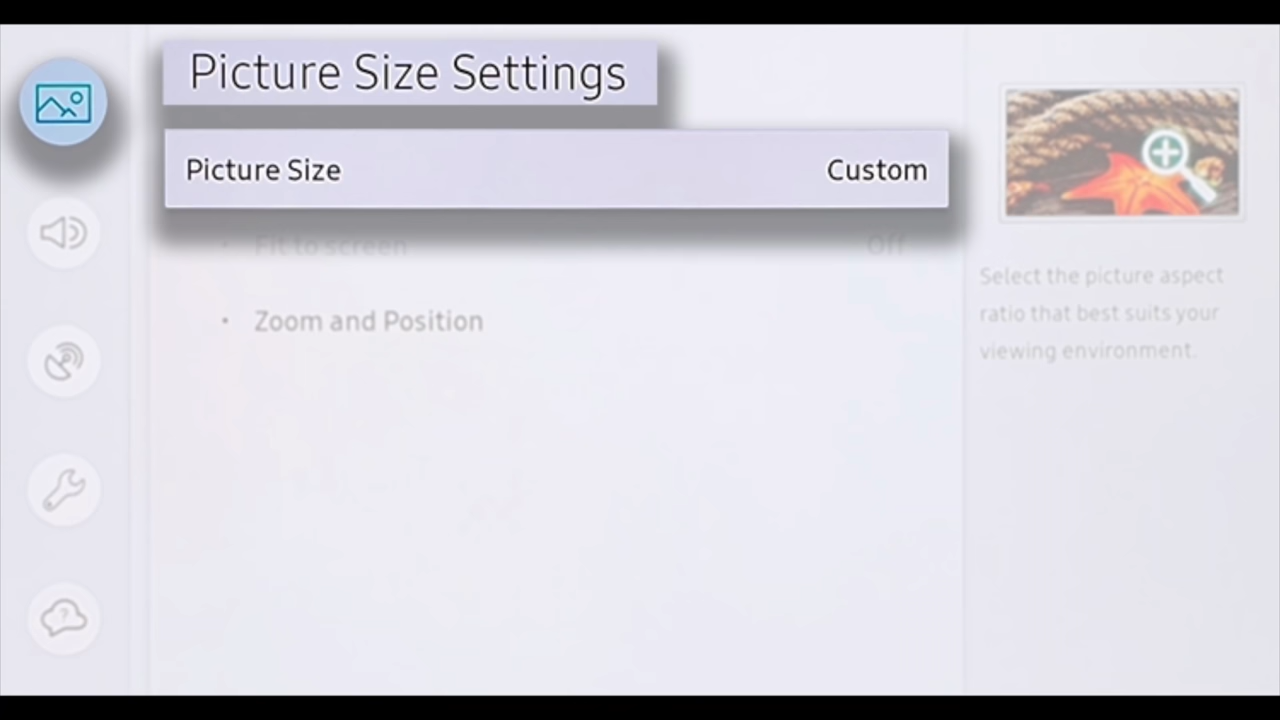 Picture Size Settings
Picture Size Custom
Fit to screen Off
Zoom and Position
Select the picture aspect
ratio that best suits your
viewing environment.
?